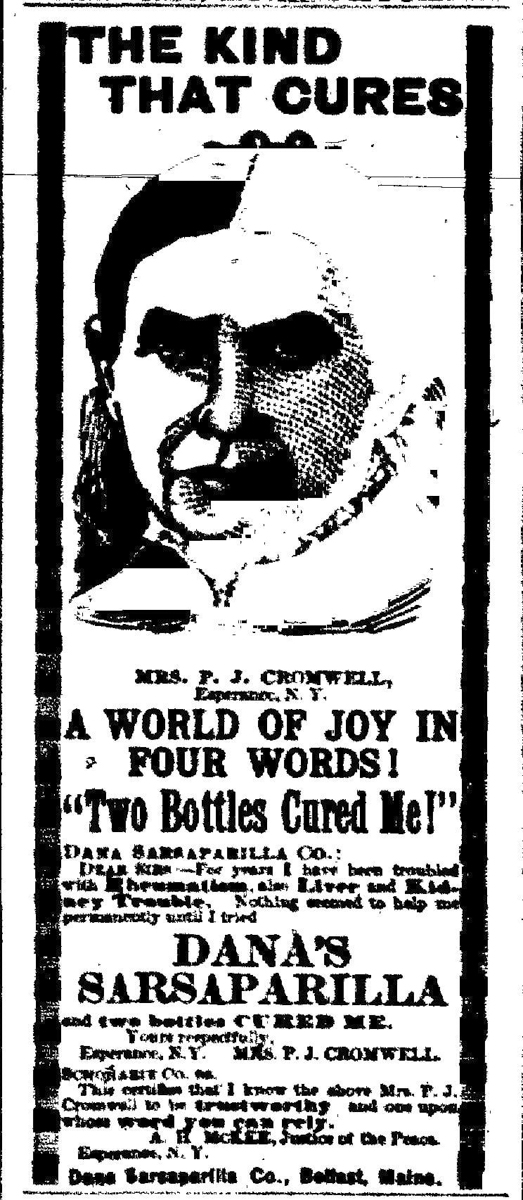 THE KIND
THAT CURES
MRS. P. J. CROMWELL,
Esperance, N. Y.
A WORLD OF JOY IN
FOUR WORDS!
“Two Bottles Cured Me!”
DANA SARSAPARILLA CO.:
DEAR SIRS:—For years I have been troubled
with Rheumatism, also Liver and Kid-
ney Trouble. Nothing seemed to help me
permanently until I tried
DANA'S
SARSAPARILLA
and two bottles CURED ME.
Yours respectfully,
Esperance, N. Y. MRS. P. J. CROMWELL.
SCHOHARIE CO. ss.
This certifies that I know the above Mrs. P. J.
Cromwell to be trustworthy and one upon
whose word you can rely.
A. H. McKEE, Justice of the Peace.
Esperance, N. Y.
Dana Sarsaparilla Co., Belfast, Maine.